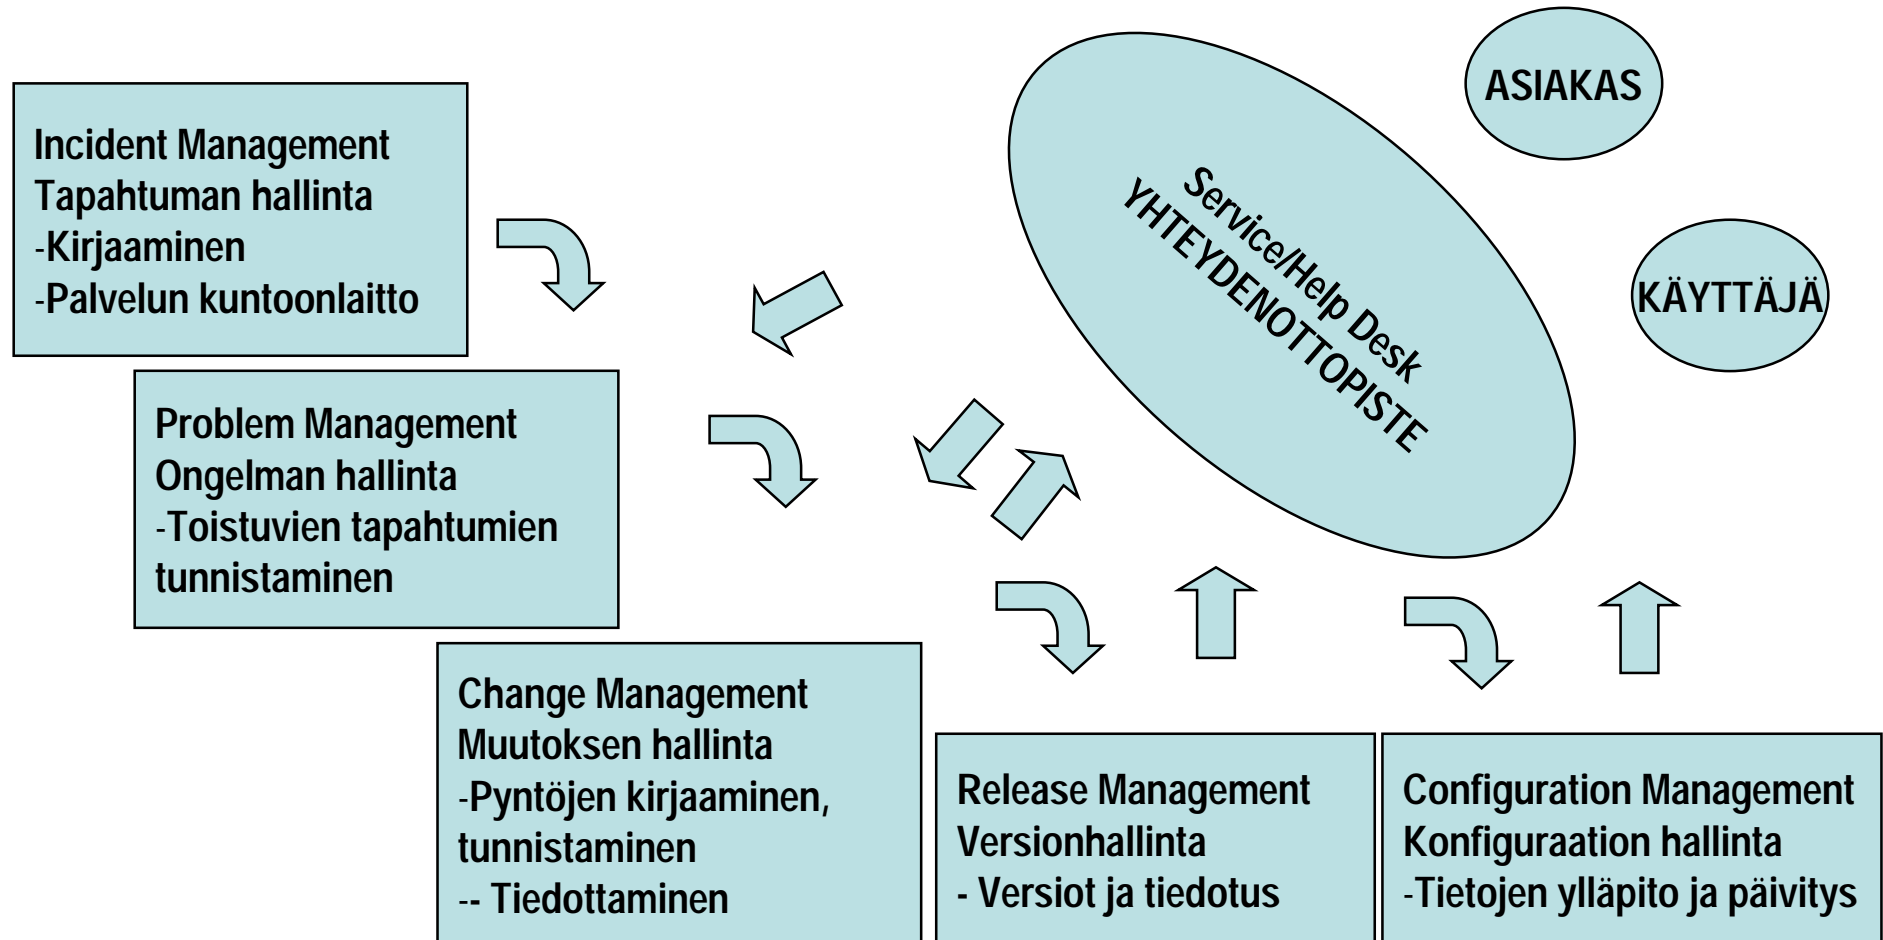 ASIAKAS
KÄYTTÄJÄ
Service/Help Desk
YHTEYDENOTTOPISTE
Incident Management
Tapahtuman hallinta
-Kirjaaminen
-Palvelun kuntoonlaitto
Problem Management
Ongelman hallinta
-Toistuvien tapahtumien
tunnistaminen
Change Management
Muutoksen hallinta
-Pyntöjen kirjaaminen,
tunnistaminen
-- Tiedottaminen
Release Management
Versionhallinta
- Versiot ja tiedotus
Configuration Management
Konfiguraation hallinta
-Tietojen ylläpito ja päivitys